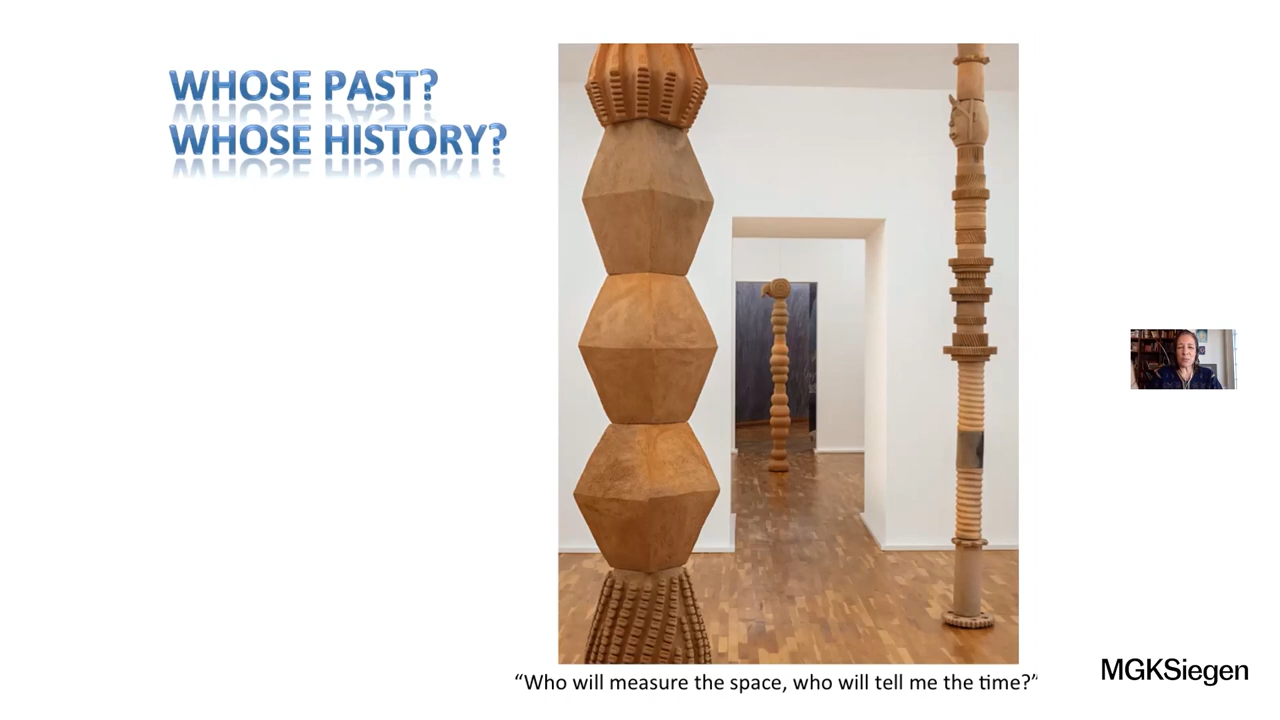 WHOSE PAST?
WHOSE HISTORY?
“Who will measure the space, who will tell me the time?”
MGKSiegen